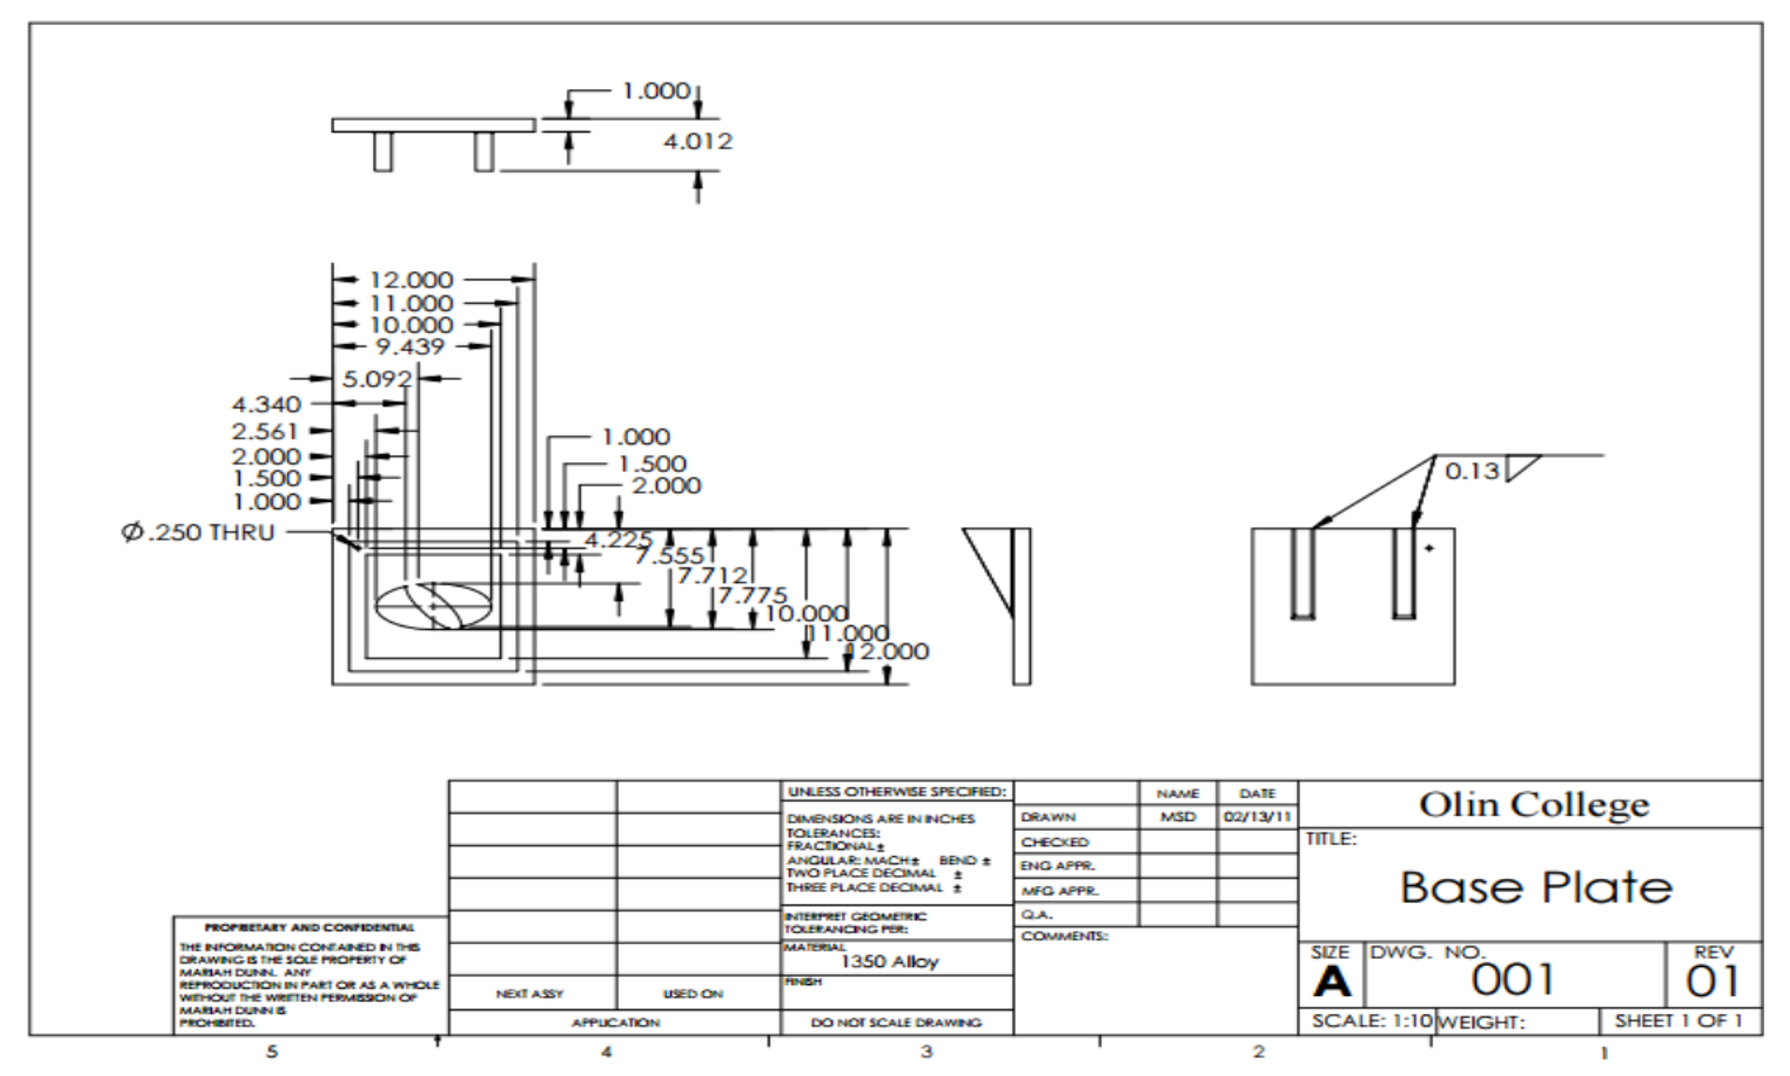 1.000
4.012
12.000
11.000
10.000
9.439
5.092
4.340
2.561
2.000
1.500
1.000
Ø.250 THRU
1.000
1.500
2.000
4.225
7.555
7.712
7.775
10.000
11.000
12.000
0.13
UNLESS OTHERWISE SPECIFIED:
DIMENSIONS ARE IN INCHES
TOLERANCES:
FRACTIONAL±
ANGULAR: MACH± BEND ±
TWO PLACE DECIMAL ±
THREE PLACE DECIMAL ±
INTERPRET GEOMETRIC
TOLERANCING PER:
MATERIAL
1350 Alloy
FINISH
DO NOT SCALE DRAWING
NAME DATE
DRAWN MSD 02/13/11
CHECKED
ENG APPR.
MFG APPR.
Q.A.
COMMENTS:
Olin College
TITLE:
Base Plate
SIZE DWG. NO. REV
A 001 01
SCALE: 1:10 WEIGHT: SHEET 1 OF 1
PROPRIETARY AND CONFIDENTIAL
THE INFORMATION CONTAINED IN THIS
DRAWING IS THE SOLE PROPERTY OF
MARIAH DUNN. ANY
REPRODUCTION IN PART OR AS A WHOLE
WITHOUT THE WRITTEN PERMISSION OF
MARIAH DUNN IS
PROHIBITED.
NEXT ASSY USED ON
APPLICATION
5 4 3 2 1